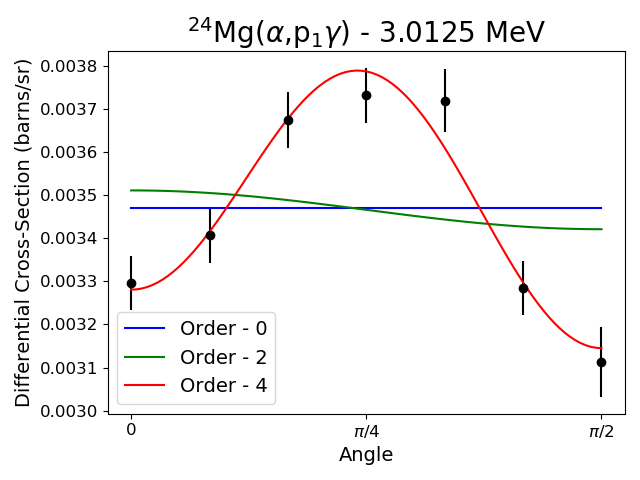 ²⁴Mg(α,p₁γ) - 3.0125 MeV
Differential Cross-Section (barns/sr)
0.0038
0.0037
0.0036
0.0035
0.0034
0.0033
0.0032
0.0031
0.0030
Order - 0
Order - 2
Order - 4
0
π/4
π/2
Angle